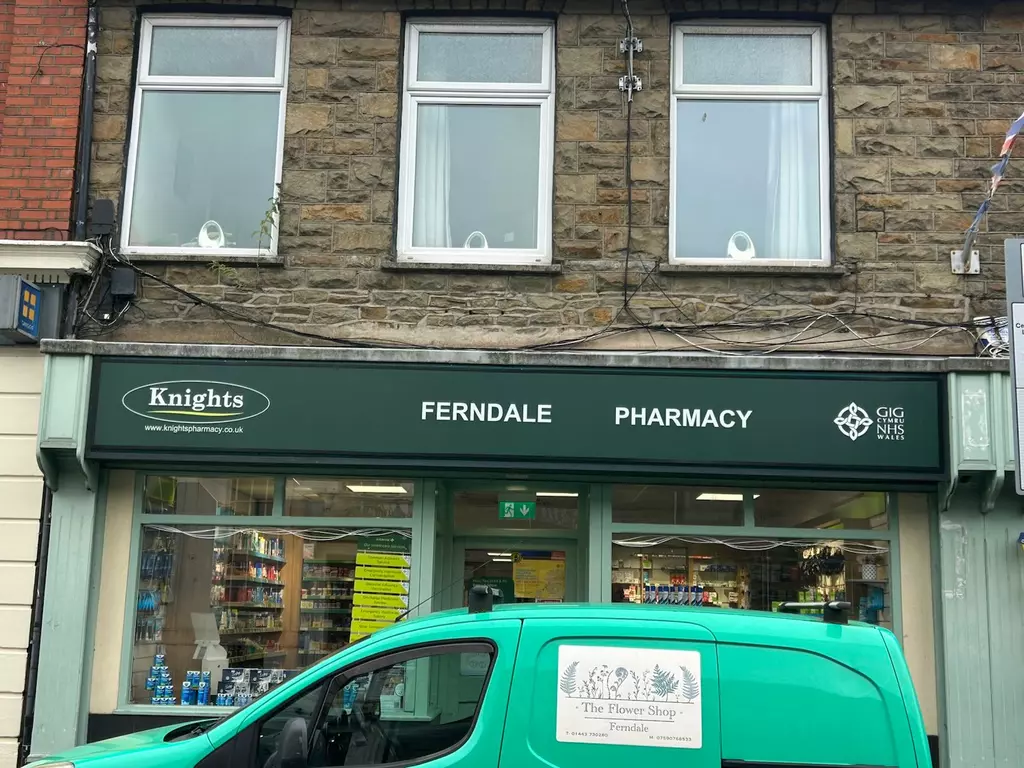 Knights
www.knightspharmacy.co.uk
FERNDALE PHARMACY
GIG
CYMRU
NHS
WALES
The Flower Shop
Ferndale